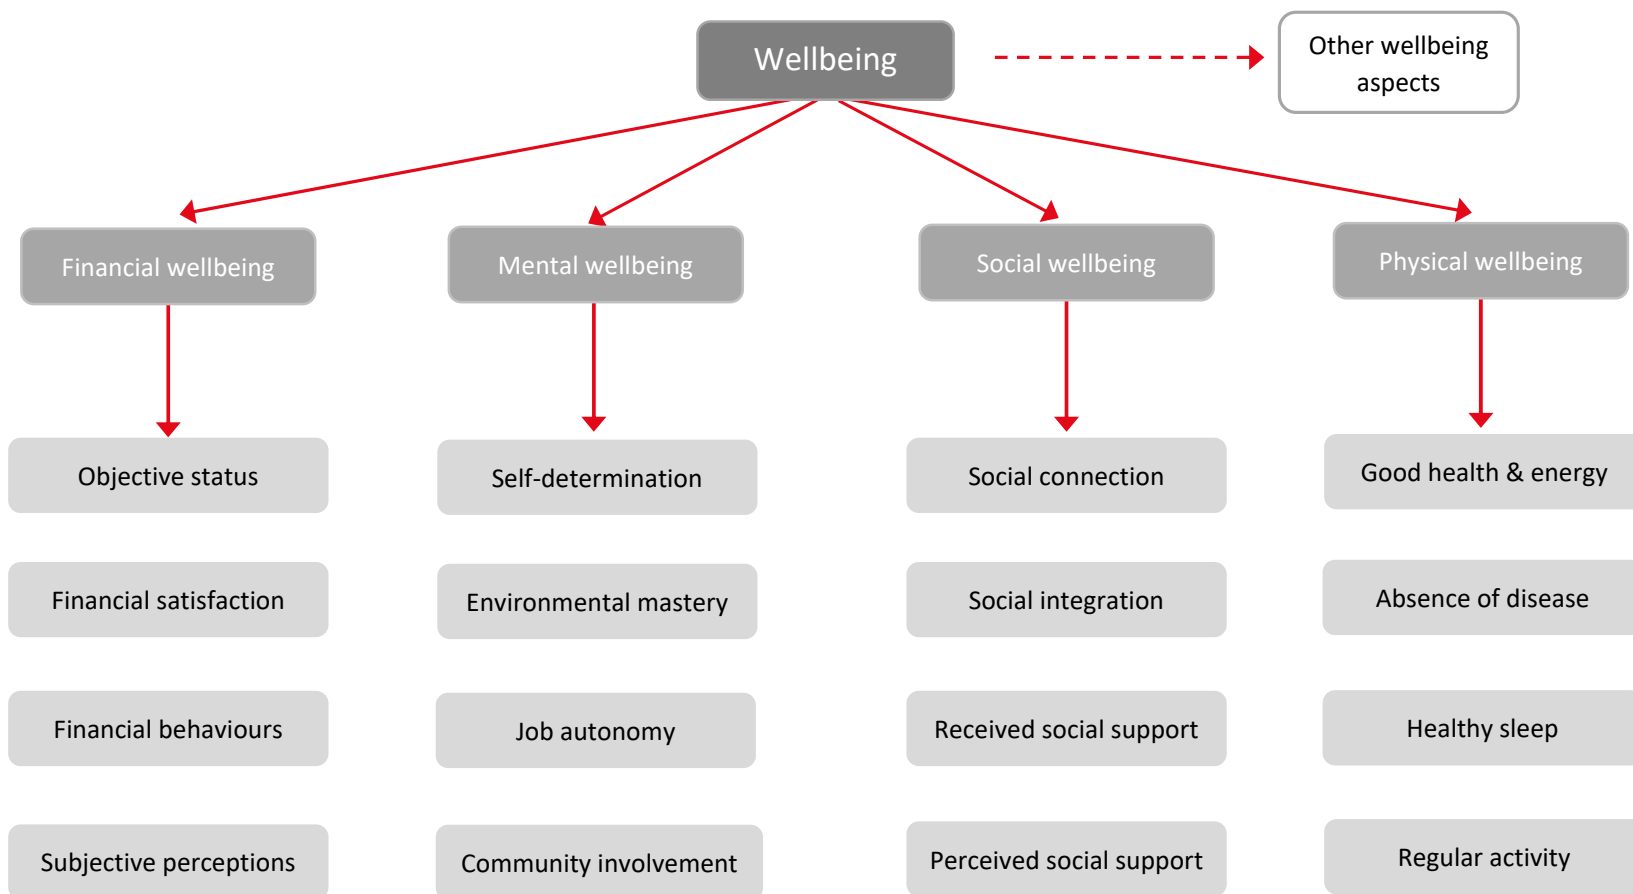 Wellbeing
Other wellbeing
aspects
Financial wellbeing
Mental wellbeing
Social wellbeing
Physical wellbeing
Objective status
Self-determination
Social connection
Good health & energy
Financial satisfaction
Environmental mastery
Social integration
Absence of disease
Financial behaviours
Job autonomy
Received social support
Healthy sleep
Subjective perceptions
Community involvement
Perceived social support
Regular activity